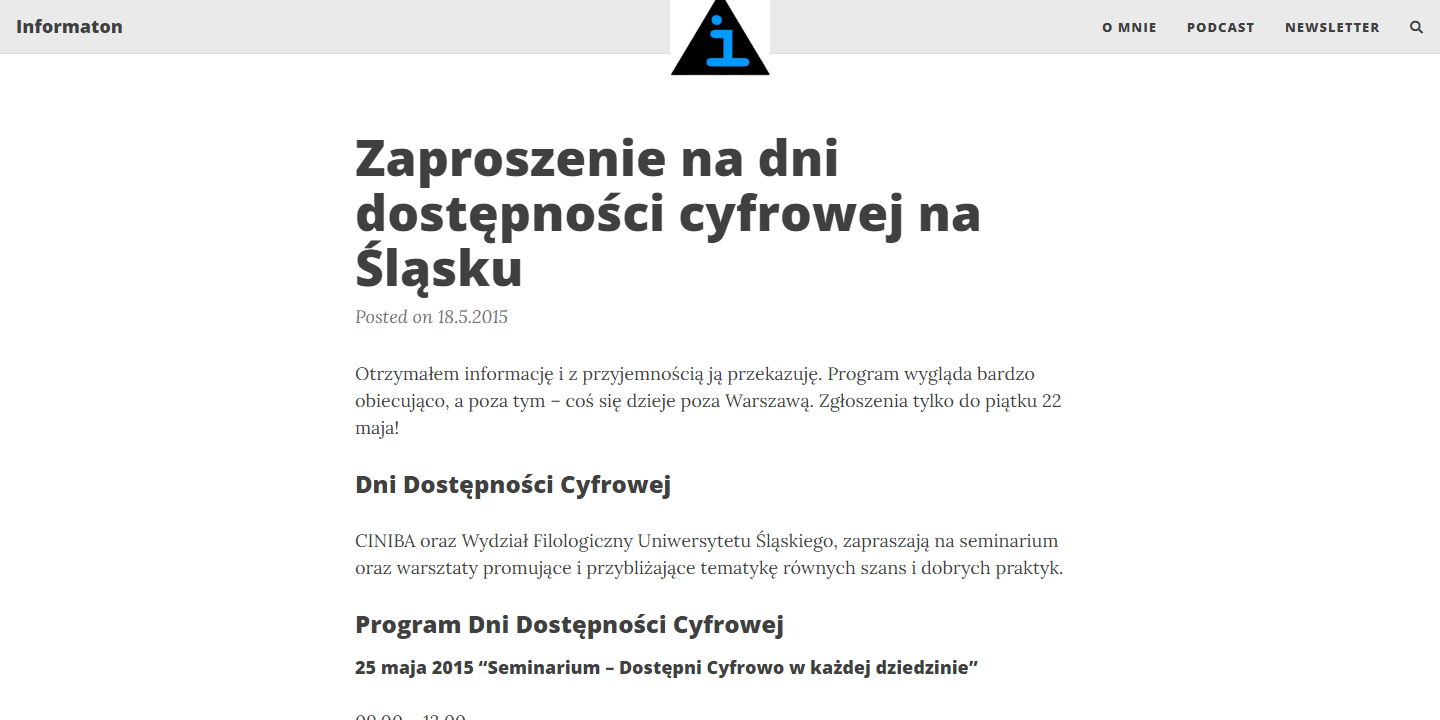 Informaton
i
O MNIE
PODCAST
NEWSLETTER
Zaproszenie na dni
dostępności cyfrowej na
Śląsku
Posted on 18.5.2015
Otrzymałem informację i z przyjemnością ją przekazuję. Program wygląda bardzo
obiecująco, a poza tym – coś się dzieje poza Warszawą. Zgłoszenia tylko do piątku 22
maja!
Dni Dostępności Cyfrowej
CINIBA oraz Wydział Filologiczny Uniwersytetu Śląskiego, zapraszają na seminarium
oraz warsztaty promujące i przybliżające tematykę równych szans i dobrych praktyk.
Program Dni Dostępności Cyfrowej
25 maja 2015 “Seminarium – Dostępni Cyfrowo w każdej dziedzinie”